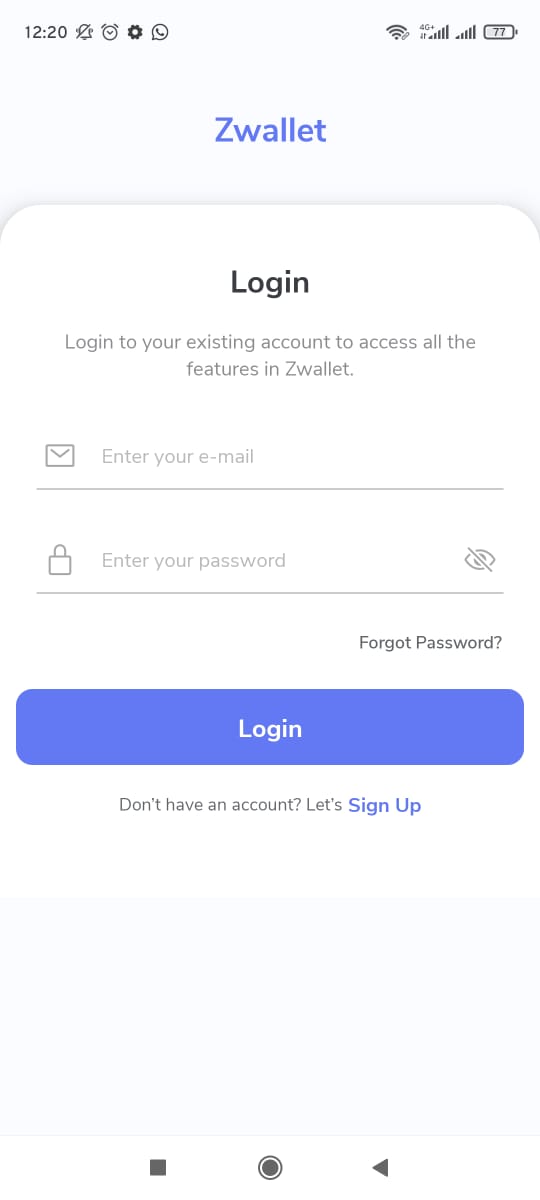 12:20 4G+ 77
Zwallet
Login
Login to your existing account to access all the
features in Zwallet.
Enter your e-mail
Enter your password
Forgot Password?
Login
Don't have an account? Let's Sign Up